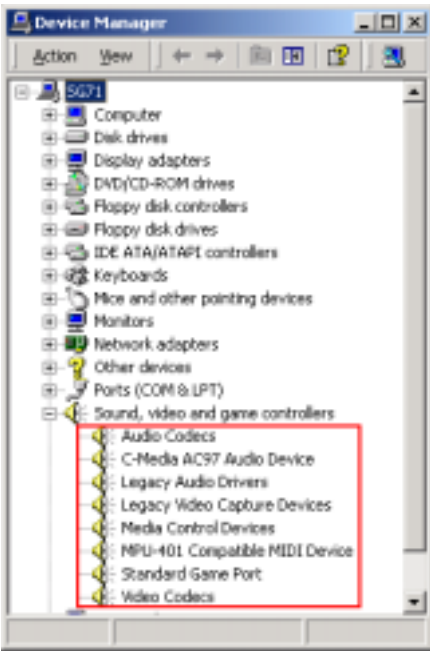 Device Manager
Action View
SG71
Computer
Disk drives
Display adapters
DVD/CD-ROM drives
Floppy disk controllers
Floppy disk drives
IDE ATA/ATAPI controllers
Keyboards
Mice and other pointing devices
Monitors
Network adapters
Other devices
Ports (COM & LPT)
Sound, video and game controllers
Audio Codecs
C-Media AC97 Audio Device
Legacy Audio Drivers
Legacy Video Capture Devices
Media Control Devices
MPU-401 Compatible MIDI Device
Standard Game Port
Video Codecs